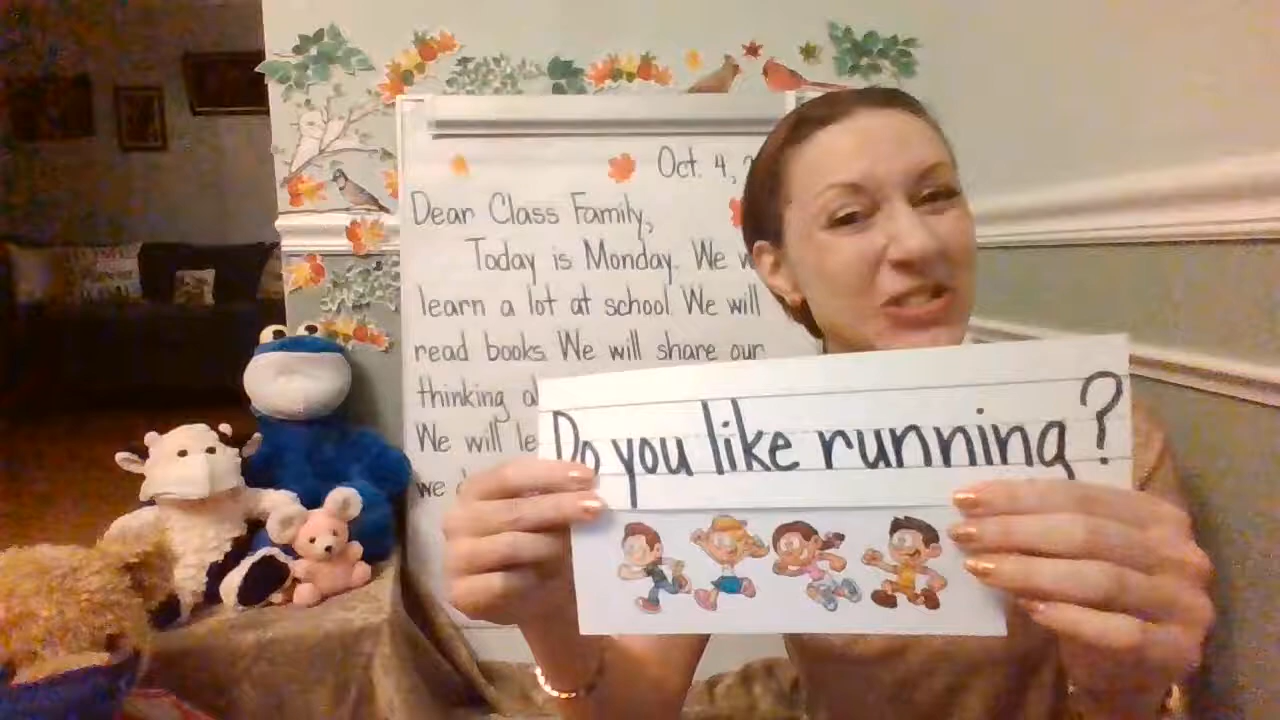 Oct. 4,
Dear Class Family,
Today is Monday. We
learn a lot at school. We will
read books. We will share our
thinking
We will
we
Do you like running?